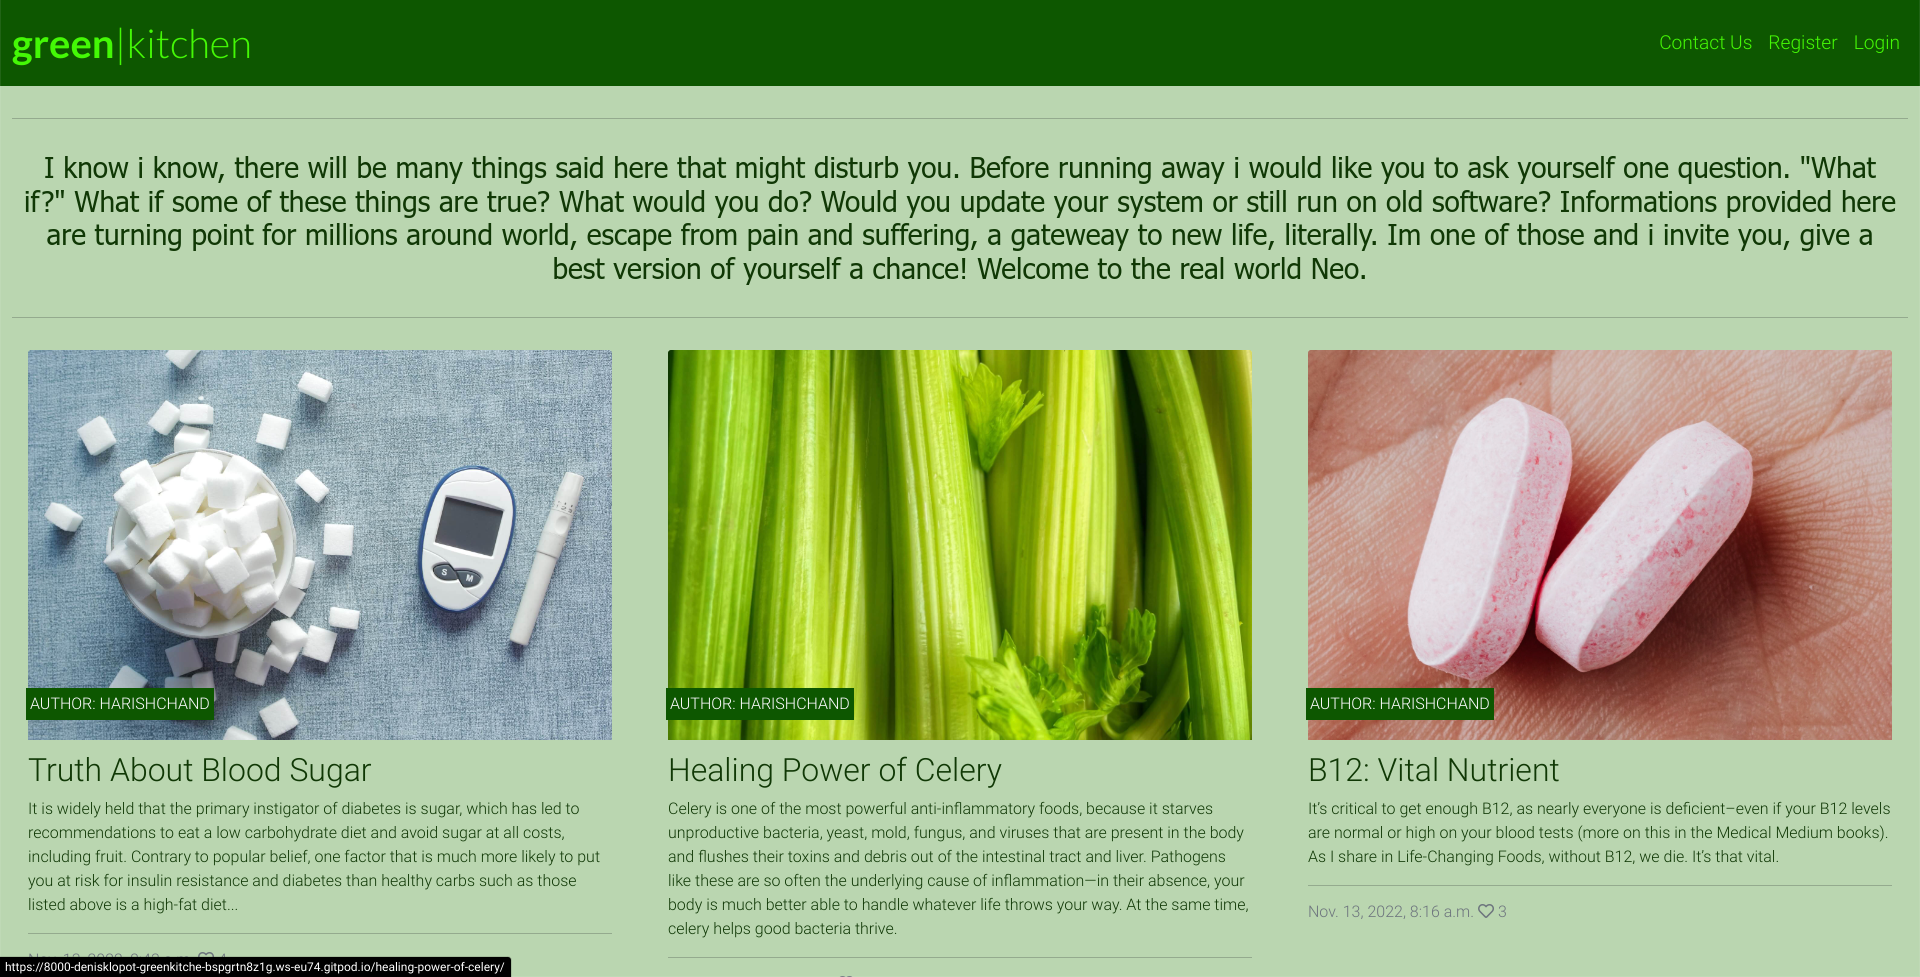 green|kitchen
Contact Us Register Login
I know i know, there will be many things said here that might disturb you. Before running away i would like you to ask yourself one question. "What
if?" What if some of these things are true? What would you do? Would you update your system or still run on old software? Informations provided here
are turning point for millions around world, escape from pain and suffering, a gateweay to new life, literally. Im one of those and i invite you, give a
best version of yourself a chance! Welcome to the real world Neo.
S M
AUTHOR: HARISHCHAND
Truth About Blood Sugar
It is widely held that the primary instigator of diabetes is sugar, which has led to
recommendations to eat a low carbohydrate diet and avoid sugar at all costs,
including fruit. Contrary to popular belief, one factor that is much more likely to put
you at risk for insulin resistance and diabetes than healthy carbs such as those
listed above is a high-fat diet...
AUTHOR: HARISHCHAND
Healing Power of Celery
Celery is one of the most powerful anti-inflammatory foods, because it starves
unproductive bacteria, yeast, mold, fungus, and viruses that are present in the body
and flushes their toxins and debris out of the intestinal tract and liver. Pathogens
like these are so often the underlying cause of inflammation—in their absence, your
body is much better able to handle whatever life throws your way. At the same time,
celery helps good bacteria thrive.
AUTHOR: HARISHCHAND
B12: Vital Nutrient
It's critical to get enough B12, as nearly everyone is deficient–even if your B12 levels
are normal or high on your blood tests (more on this in the Medical Medium books).
As I share in Life-Changing Foods, without B12, we die. It's that vital.
Nov. 13, 2022, 8:16 a.m. 3
https://8000-denisklopot-greenkitche-bspgrtn8z1g.ws-eu74.gitpod.io/healing-power-of-celery/